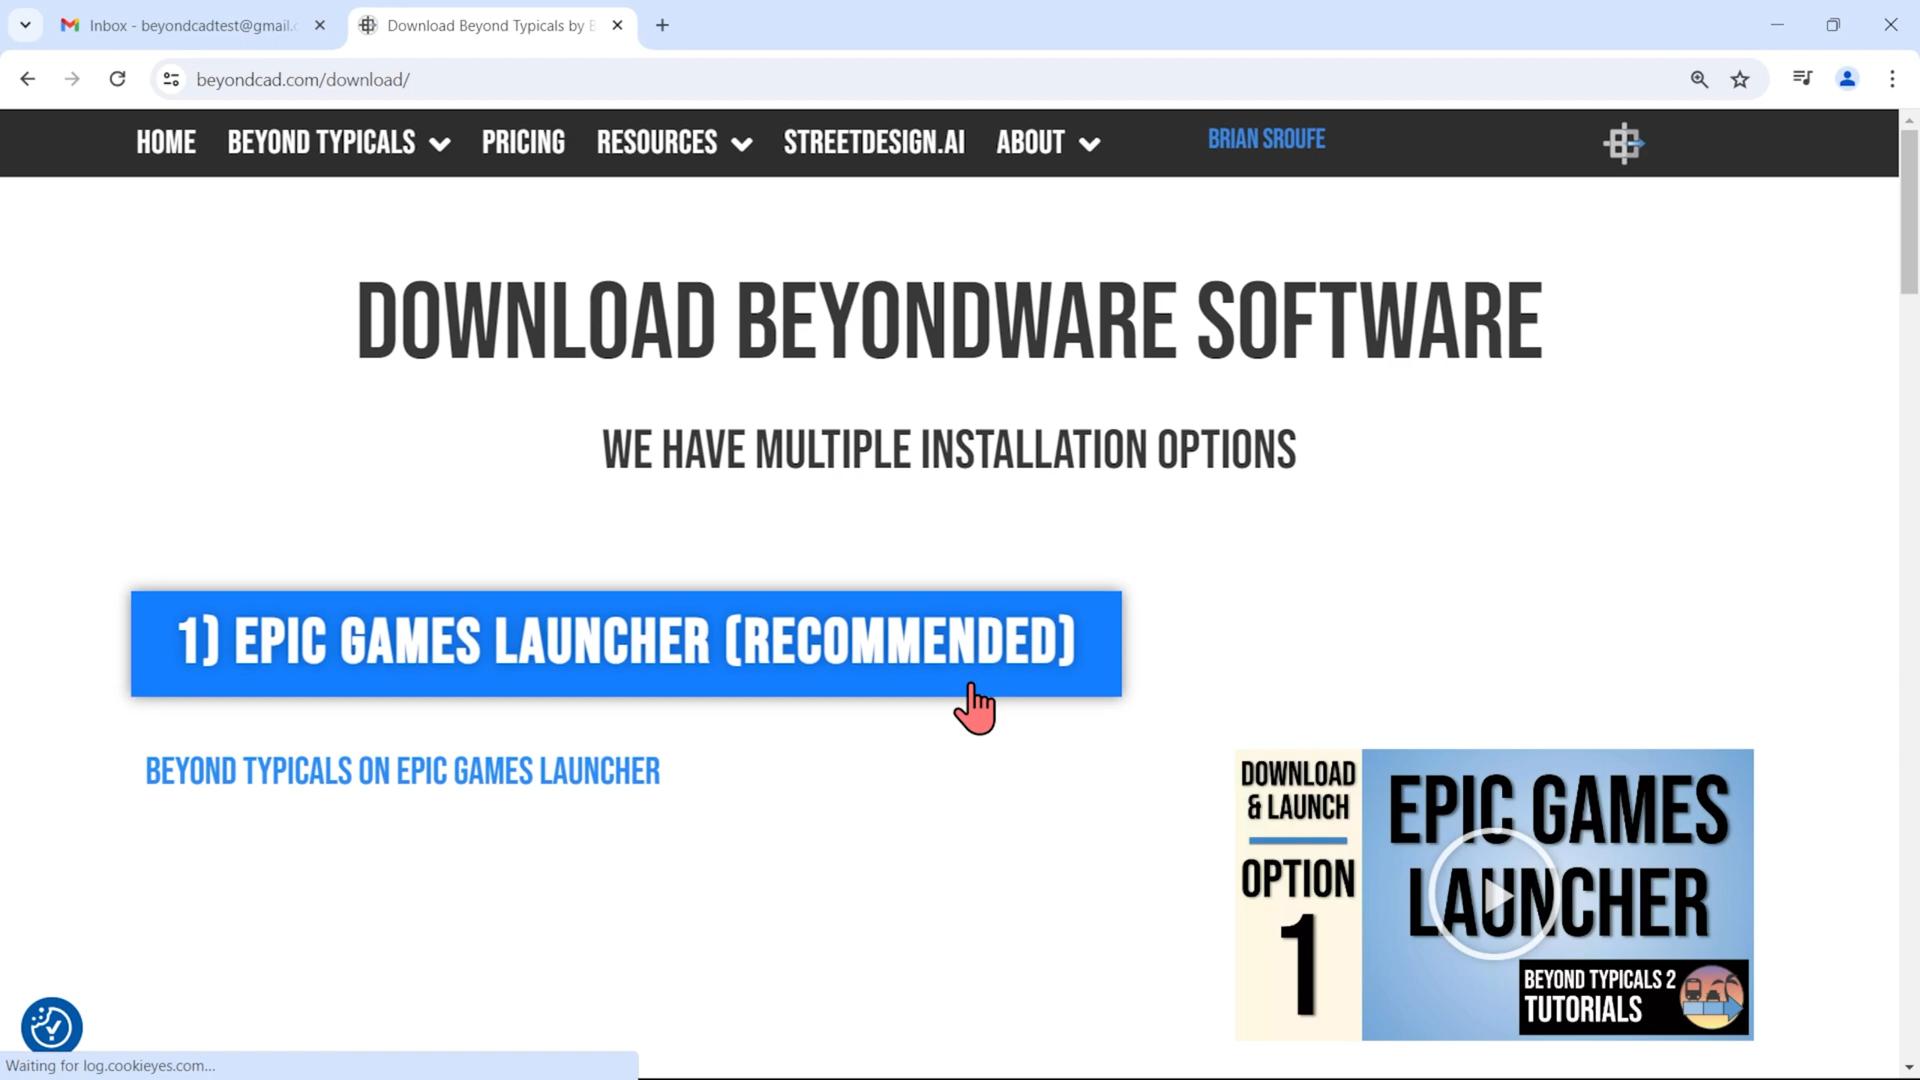 Inbox - beyondcadtest@gmail.c
Download Beyond Typicals by B
beyondcad.com/download/
HOME
BEYOND TYPICALS
PRICING
RESOURCES
STREETDESIGN.AI
ABOUT
BRIAN SROUFE
DOWNLOAD BEYONDWARE SOFTWARE
WE HAVE MULTIPLE INSTALLATION OPTIONS
1) EPIC GAMES LAUNCHER (RECOMMENDED)
BEYOND TYPICALS ON EPIC GAMES LAUNCHER
DOWNLOAD
& LAUNCH
OPTION
1
EPIC GAMES
LAUNCHER
BEYOND TYPICALS 2
TUTORIALS
Waiting for log.cookieyes.com...